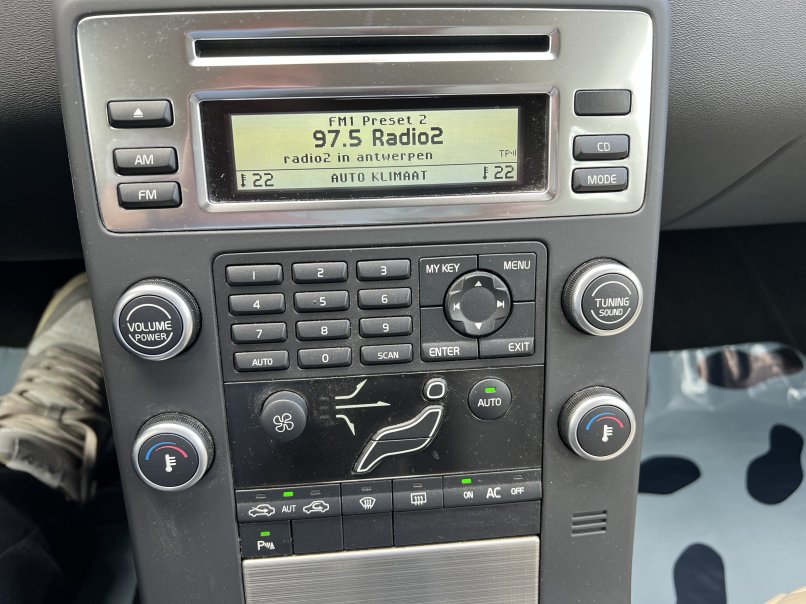 FM1 Preset 2
97.5 Radio2
radio2 in antwerpen
TP
22 AUTO KLIMAAT 22
AM
FM
CD
MODE
1 2 3
4 5 6
7 8 9
AUTO 0 SCAN
MY KEY MENU
ENTER EXIT
VOLUME
POWER
TUNING
SOUND
AUTO
AUT
ON AC OFF
P